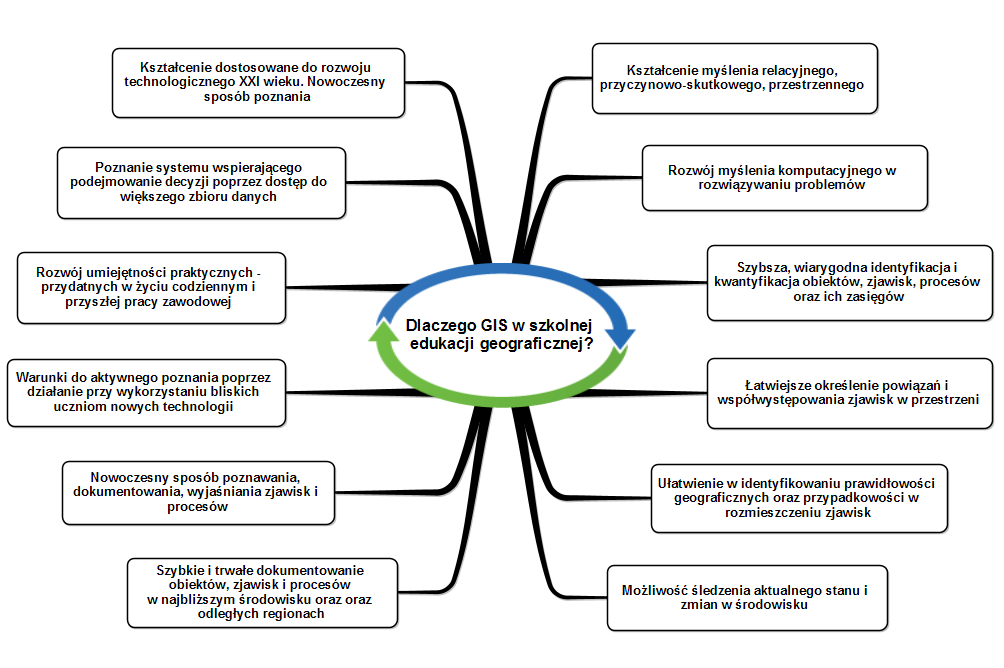 Kształcenie dostosowane do rozwoju
technologicznego XXI wieku. Nowoczesny
sposób poznania
Poznanie systemu wspierającego
podejmowanie decyzji poprzez dostęp do
większego zbioru danych
Rozwój umiejętności praktycznych -
przydatnych w życiu codziennym i
przyszłej pracy zawodowej
Warunki do aktywnego poznania poprzez
działanie przy wykorzystaniu bliskich
uczniom nowych technologii
Nowoczesny sposób poznawania,
dokumentowania, wyjaśniania zjawisk i
procesów
Szybkie i trwałe dokumentowanie
obiektów, zjawisk i procesów
w najbliższym środowisku oraz oraz
odległych regionach
Dlaczego GIS w szkolnej
edukacji geograficznej?
Kształcenie myślenia relacyjnego,
przyczynowo-skutkowego, przestrzennego
Rozwój myślenia komputacyjnego w
rozwiązywaniu problemów
Szybsza, wiarygodna identyfikacja i
kwantyfikacja obiektów, zjawisk, procesów
oraz ich zasięgów
Łatwiejsze określenie powiązań i
współwystępowania zjawisk w przestrzeni
Ułatwienie w identyfikowaniu prawidłowości
geograficznych oraz przypadkowości w
rozmieszczeniu zjawisk
Możliwość śledzenia aktualnego stanu i
zmian w środowisku